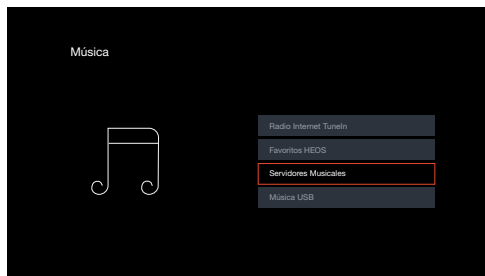 Música
Radio Internet TuneIn
Favoritos HEOS
Servidores Musicales
Música USB